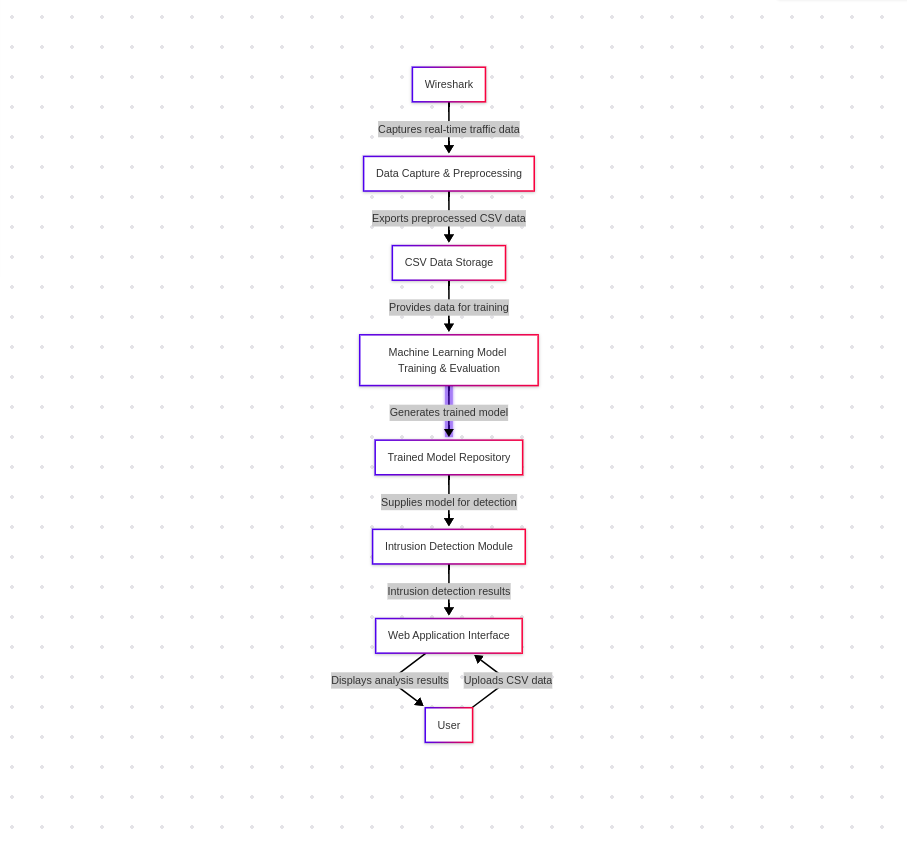 Wireshark
Captures real-time traffic data
Data Capture & Preprocessing
Exports preprocessed CSV data
CSV Data Storage
Provides data for training
Machine Learning Model
Training & Evaluation
Generates trained model
Trained Model Repository
Supplies model for detection
Intrusion Detection Module
Intrusion detection results
Web Application Interface
Displays analysis results
Uploads CSV data
User